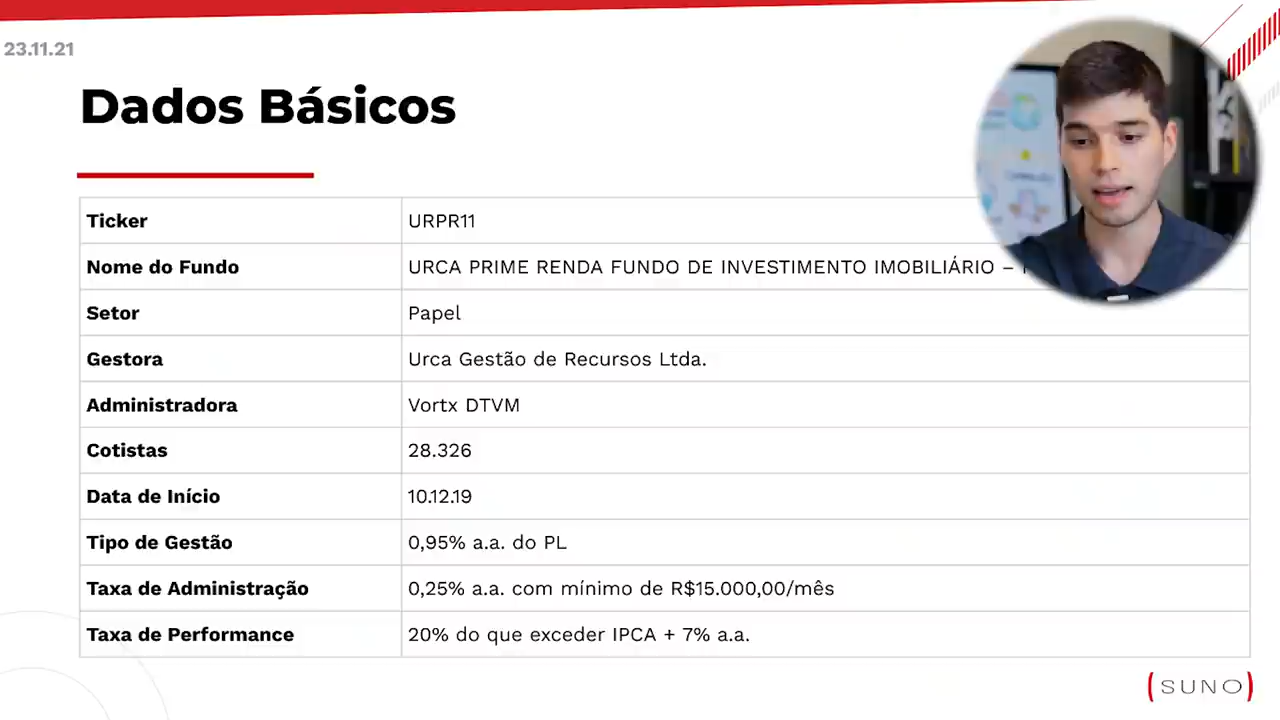 23.11.21
Dados Básicos
Ticker URPR11
Nome do Fundo URCA PRIME RENDA FUNDO DE INVESTIMENTO IMOBILIÁRIO –
Setor Papel
Gestora Urca Gestão de Recursos Ltda.
Administradora Vortx DTVM
Cotistas 28.326
Data de Início 10.12.19
Tipo de Gestão 0,95% a.a. do PL
Taxa de Administração 0,25% a.a. com mínimo de R$15.000,00/mês
Taxa de Performance 20% do que exceder IPCA + 7% a.a.
(SUNO)